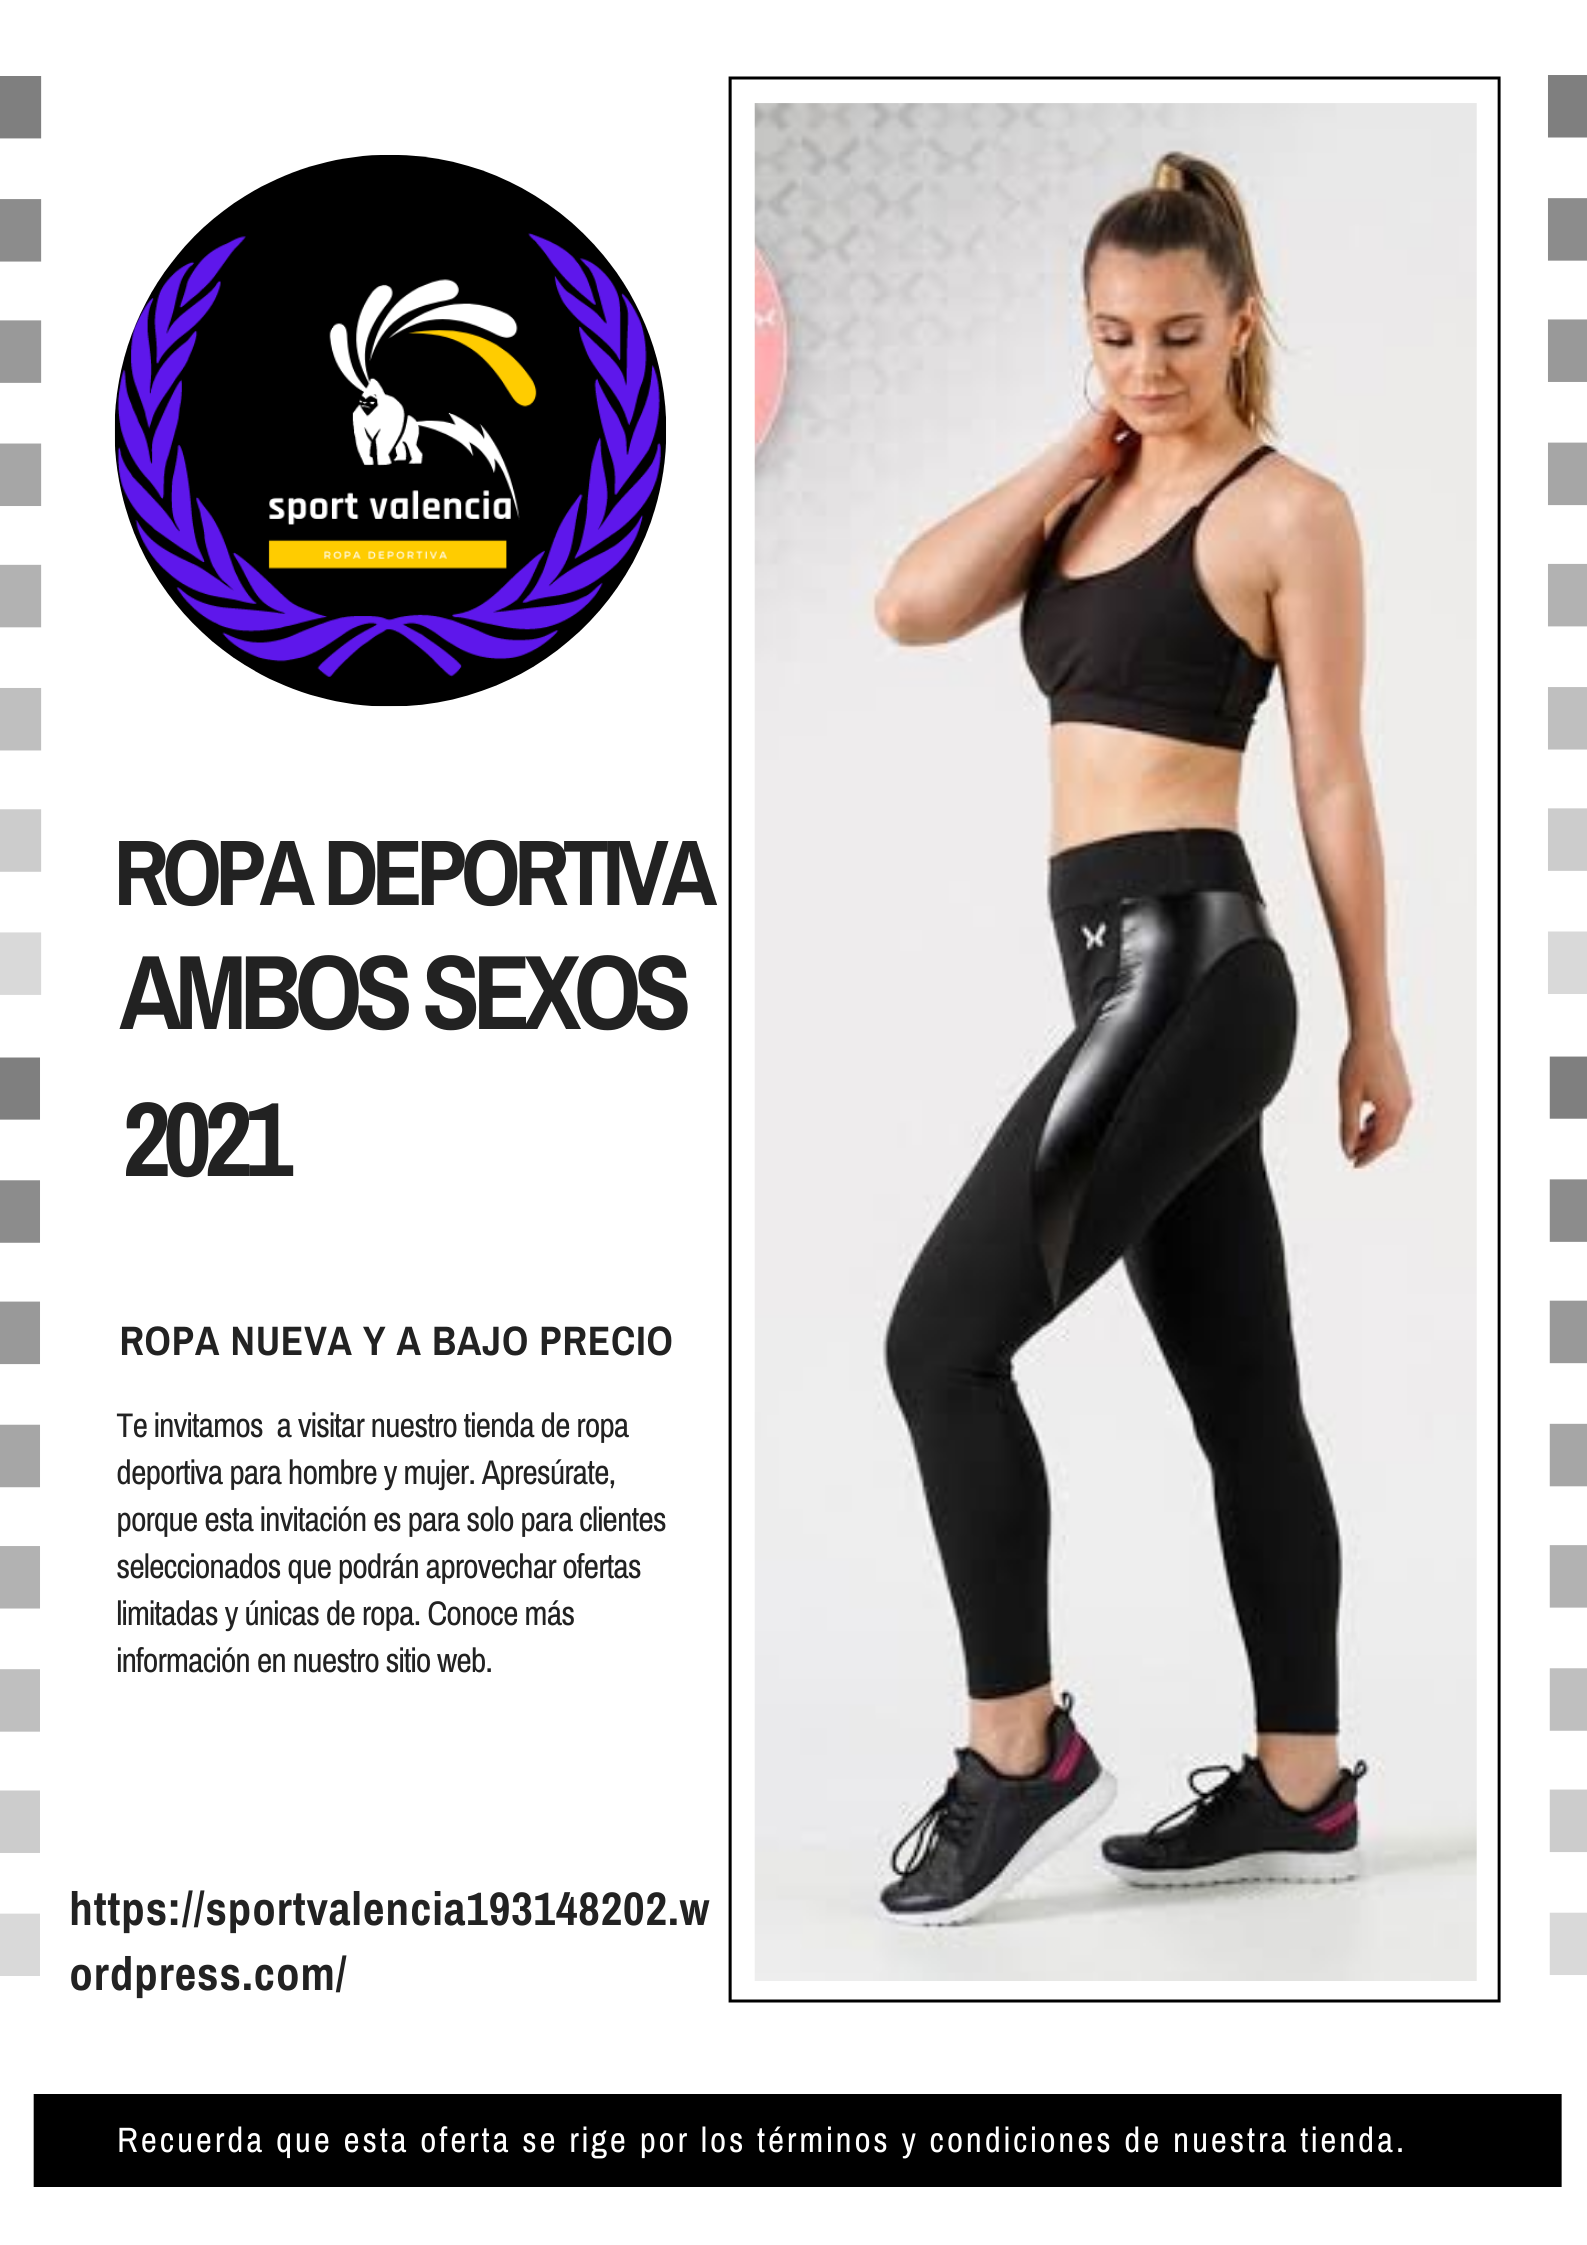 sport valencia
ROPA DEPORTIVA
ROPA DEPORTIVA
AMBOS SEXOS
2021
ROPA NUEVA Y A BAJO PRECIO
Te invitamos  a visitar nuestro tienda de ropa
deportiva para hombre y mujer. Apresúrate,
porque esta invitación es para solo para clientes
seleccionados que podrán aprovechar ofertas
limitadas y únicas de ropa. Conoce más
información en nuestro sitio web.
https://sportvalencia193148202.w
ordpress.com/
Recuerda que esta oferta se rige por los términos y condiciones de nuestra tienda.